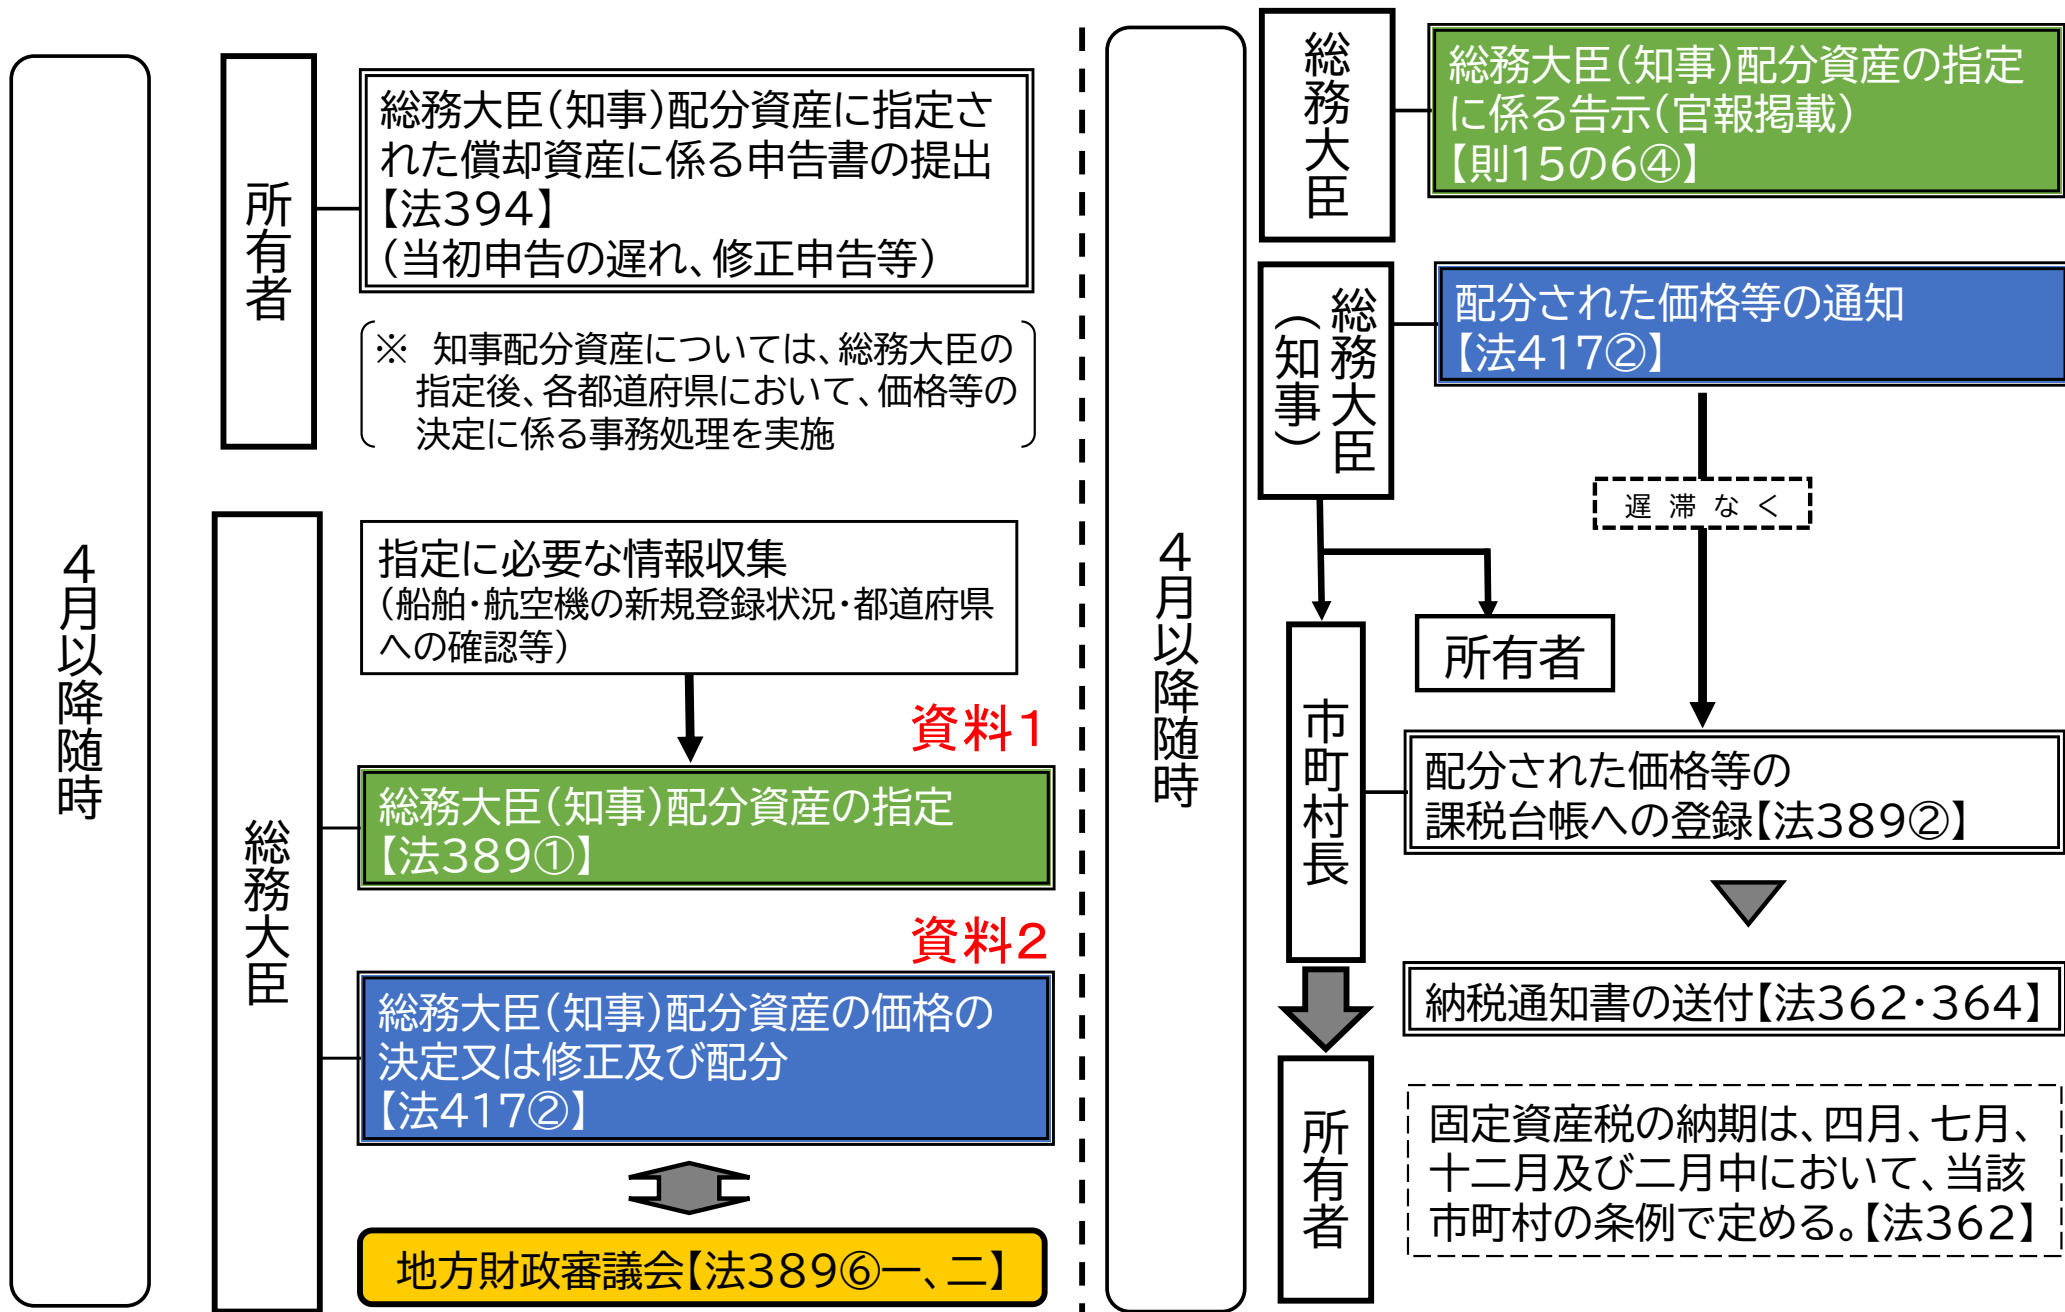 4月以降随時
所有者
総務大臣（知事）配分資産に指定さ
れた償却資産に係る申告書の提出
【法394】
（当初申告の遅れ、修正申告等）
※　知事配分資産については、総務大臣の
指定後、各都道府県において、価格等の
決定に係る事務処理を実施
総務大臣
指定に必要な情報収集
（船舶・航空機の新規登録状況・都道府県
への確認等）
資料1
総務大臣（知事）配分資産の指定
【法389①】
資料2
総務大臣（知事）配分資産の価格の
決定又は修正及び配分
【法417②】
地方財政審議会【法389⑥一、二】
4月以降随時
総務大臣
総務大臣（知事）配分資産の指定
に係る告示（官報掲載）
【則15の6④】
総務大臣
（知事）
配分された価格等の通知
【法417②】
遅滞なく
所有者
市町村長
配分された価格等の
課税台帳への登録【法389②】
納税通知書の送付【法362・364】
所有者
固定資産税の納期は、四月、七月、
十二月及び二月中において、当該
市町村の条例で定める。【法362】